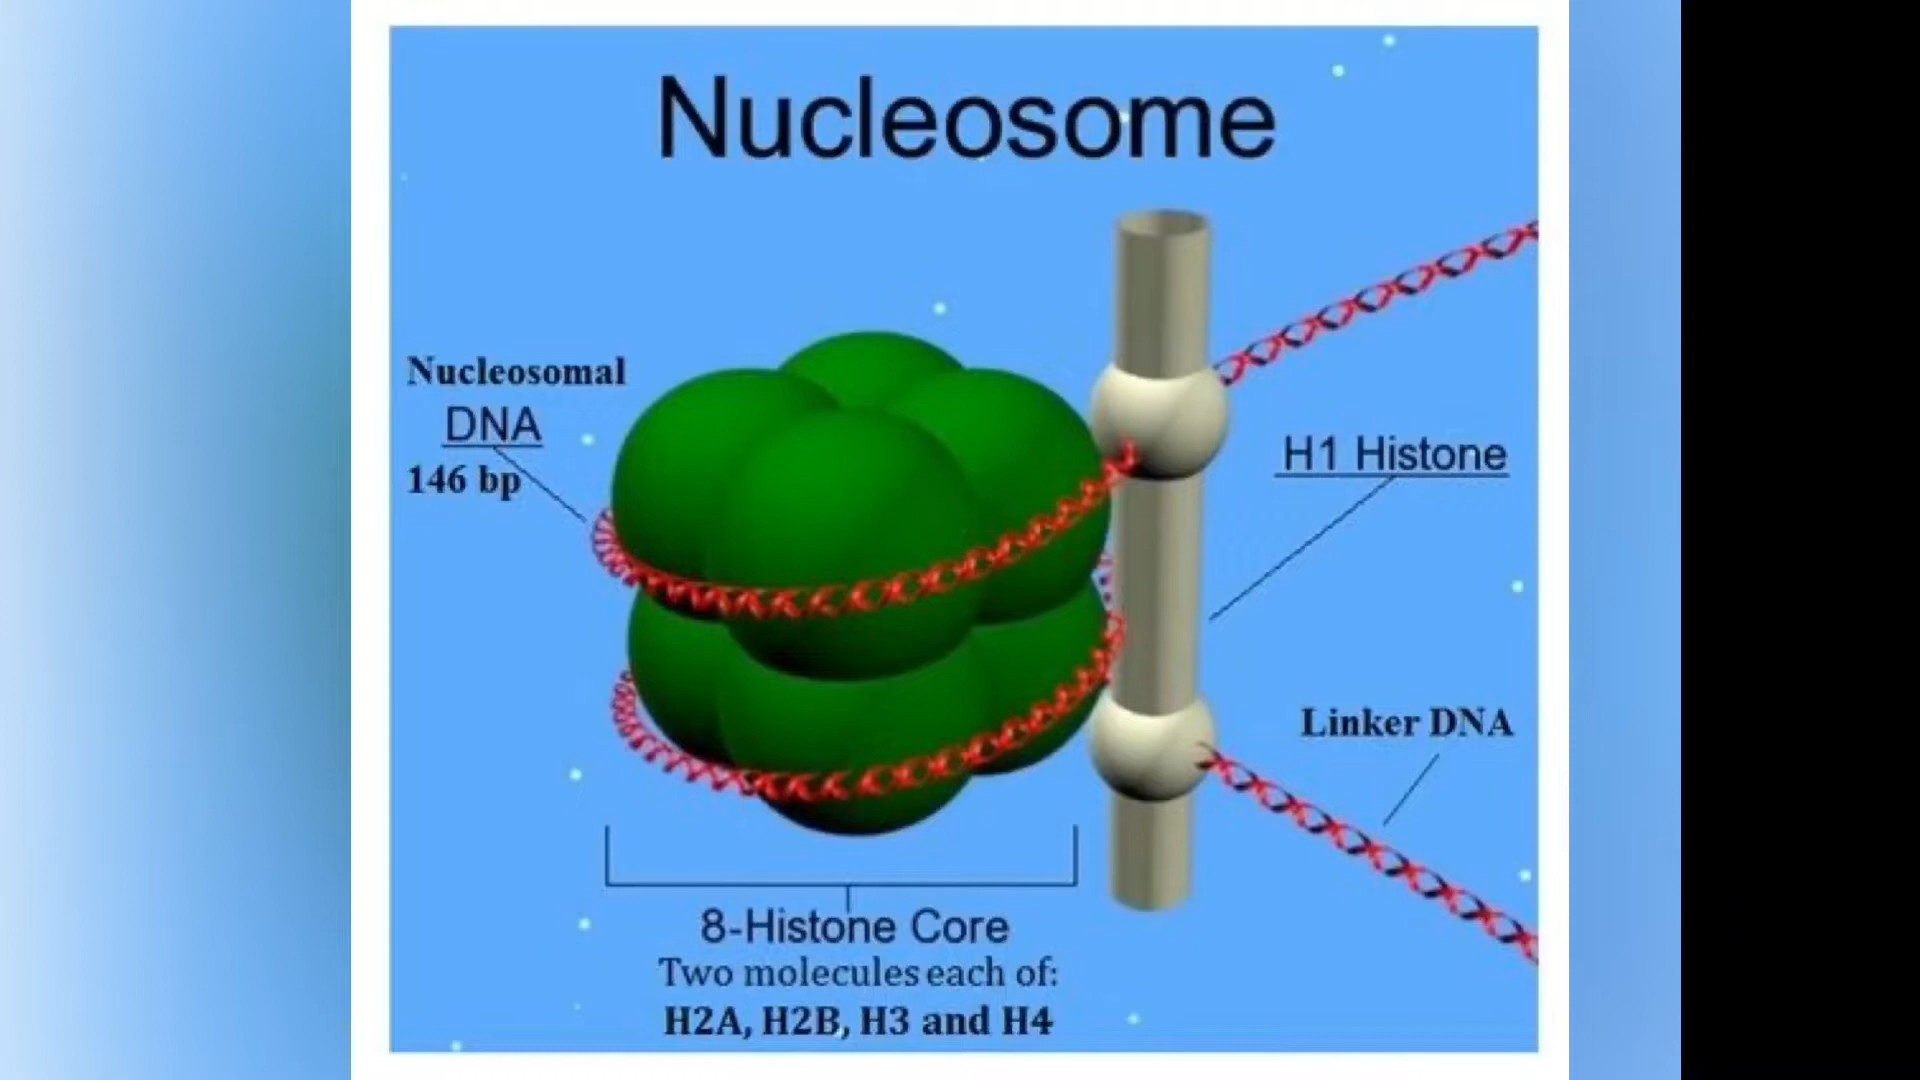 Nucleosome
Nucleosomal
DNA
146 bp
H1 Histone
Linker DNA
8-Histone Core
Two molecules each of:
H2A, H2B, H3 and H4